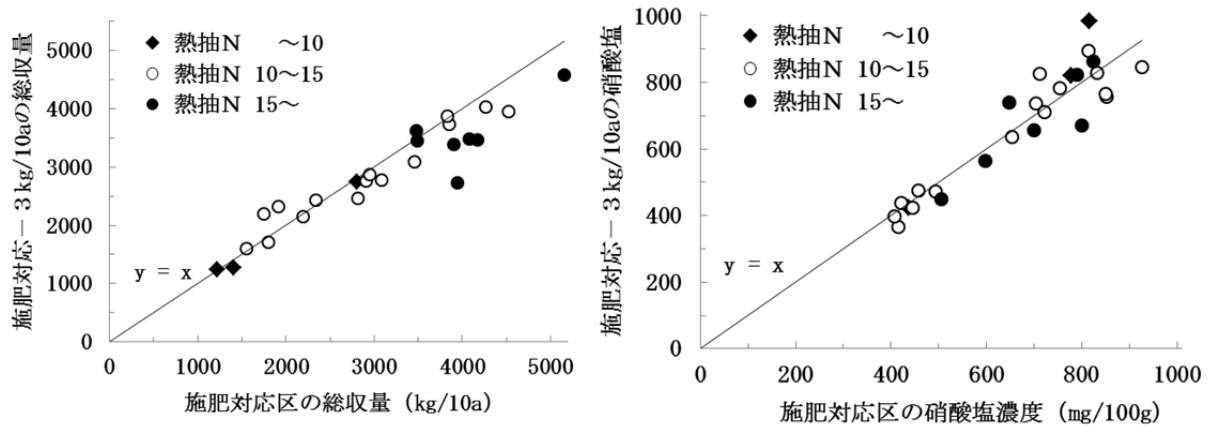 施肥対応－３kg/10aの総収量
5000
4000
3000
2000
1000
0
◆ 熱抽Ｎ ～10
○ 熱抽Ｎ 10～15
● 熱抽Ｎ 15～
y = x
0 1000 2000 3000 4000 5000
施肥対応区の総収量 (kg/10a)
施肥対応－３kg/10aの硝酸塩
1000
800
600
400
200
0
◆ 熱抽Ｎ ～10
○ 熱抽Ｎ 10～15
● 熱抽Ｎ 15～
y = x
0 200 400 600 800 1000
施肥対応区の硝酸塩濃度 (mg/100g)